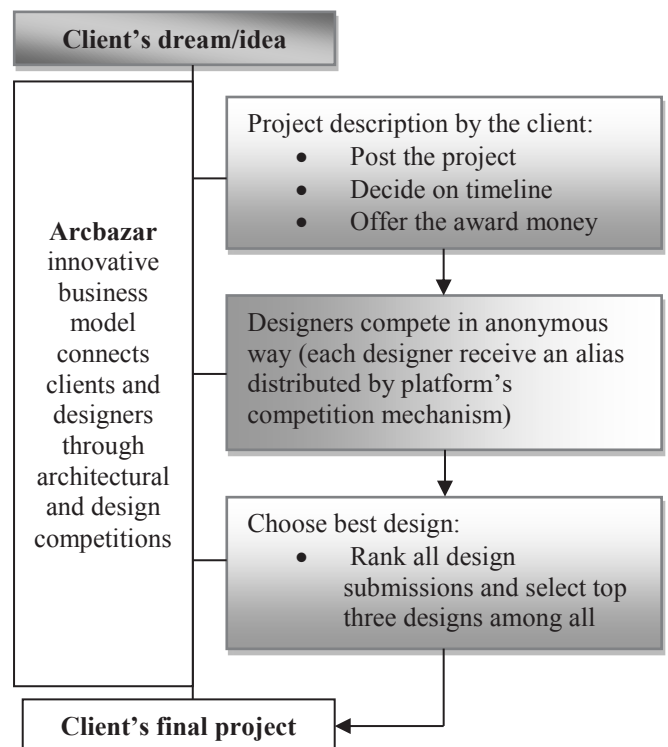 Client's dream/idea
Arcbazar
innovative
business
model
connects
clients and
designers
through
architectural
and design
competitions
Project description by the client:
• Post the project
• Decide on timeline
• Offer the award money
Designers compete in anonymous
way (each designer receive an alias
distributed by platform's
competition mechanism)
Choose best design:
• Rank all design
submissions and select top
three designs among all
Client's final project